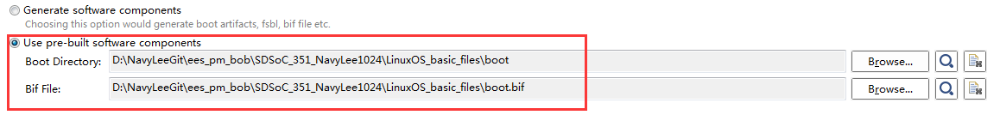 Generate software components
Choosing this option would generate boot artifacts, fsbl, bif file etc.
Use pre-built software components
Boot Directory: D:\NavyLeeGit\ees_pm_bob\SDSoC_351_NavyLee1024\LinuxOS_basic_files\boot Browse...
Bif File: D:\NavyLeeGit\ees_pm_bob\SDSoC_351_NavyLee1024\LinuxOS_basic_files\boot.bif Browse...